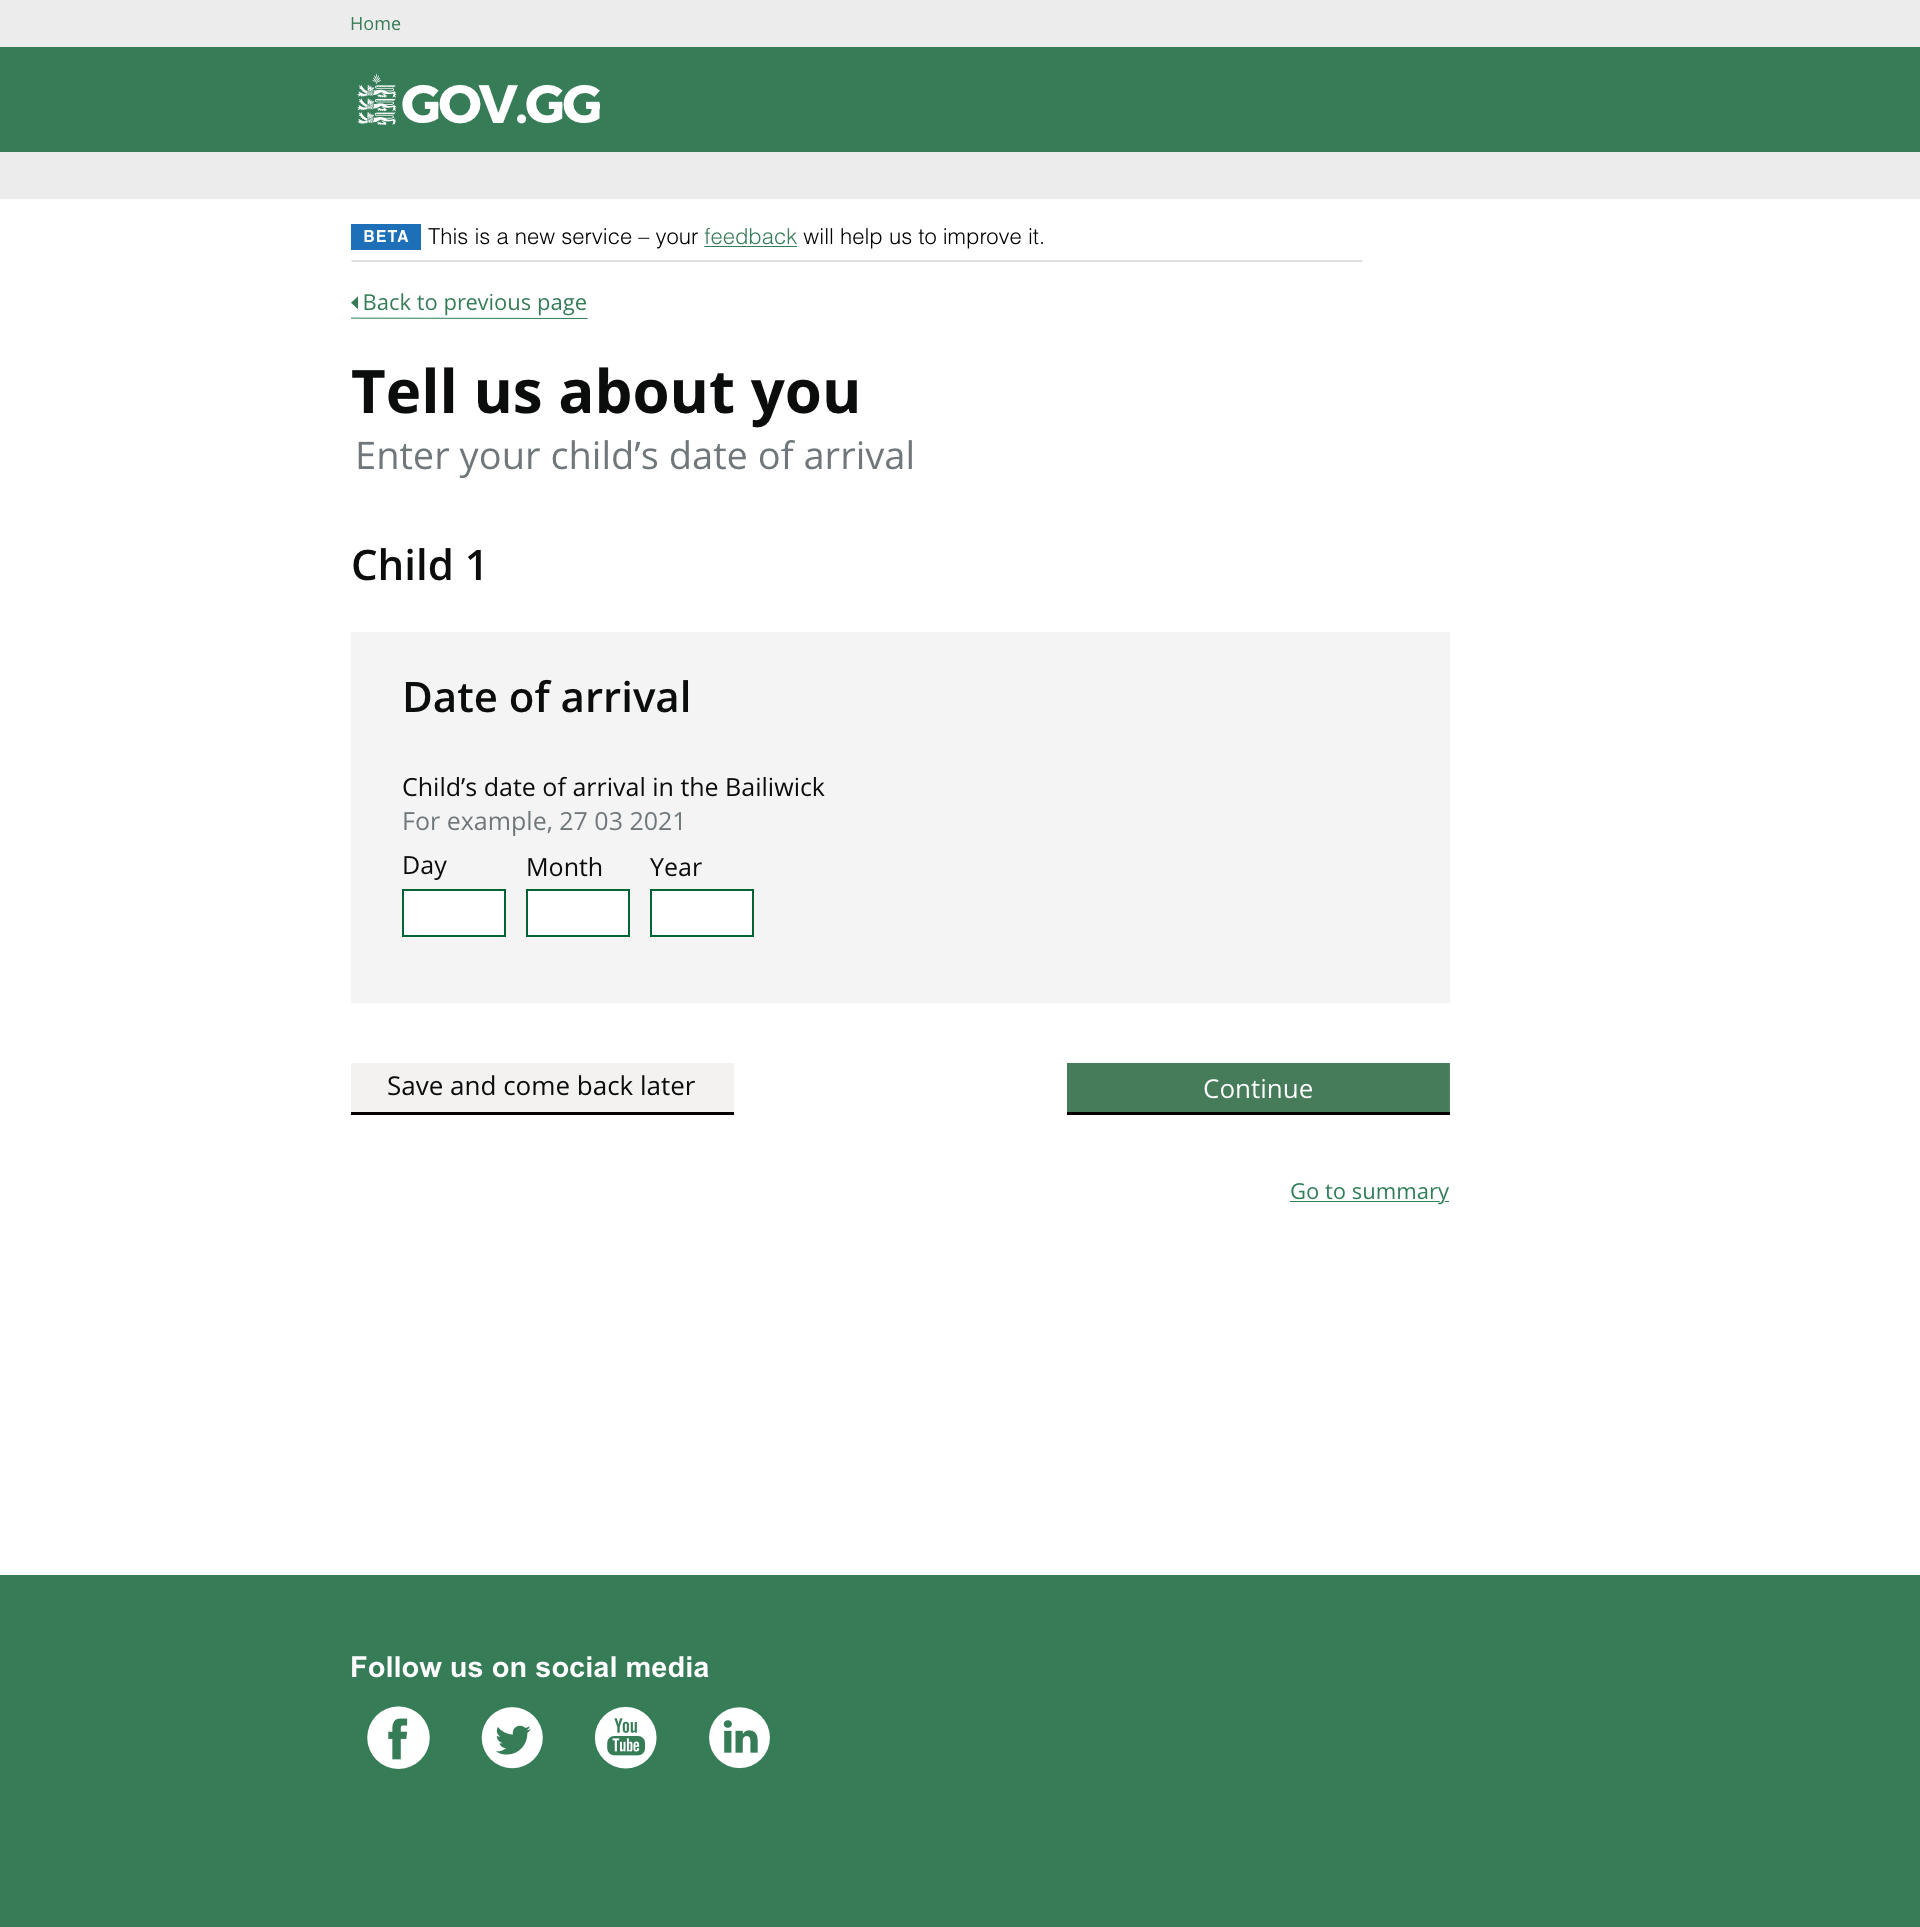 Home
GOV.GG
BETA This is a new service – your feedback will help us to improve it.
Back to previous page
Tell us about you
Enter your child’s date of arrival
Child 1
Date of arrival
Child’s date of arrival in the Bailiwick
For example, 27 03 2021
Day Month Year
Save and come back later Continue
Go to summary
Follow us on social media
f You Tube in